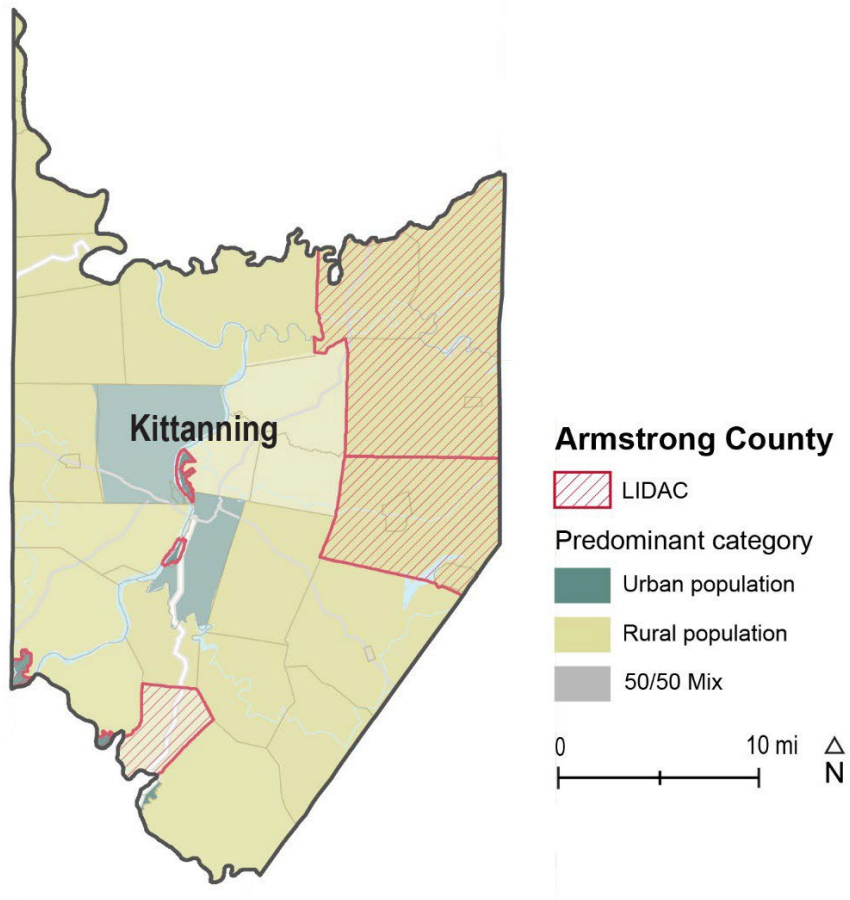 Kittanning
Armstrong County
LIDAC
Predominant category
Urban population
Rural population
50/50 Mix
0 10 mi
N